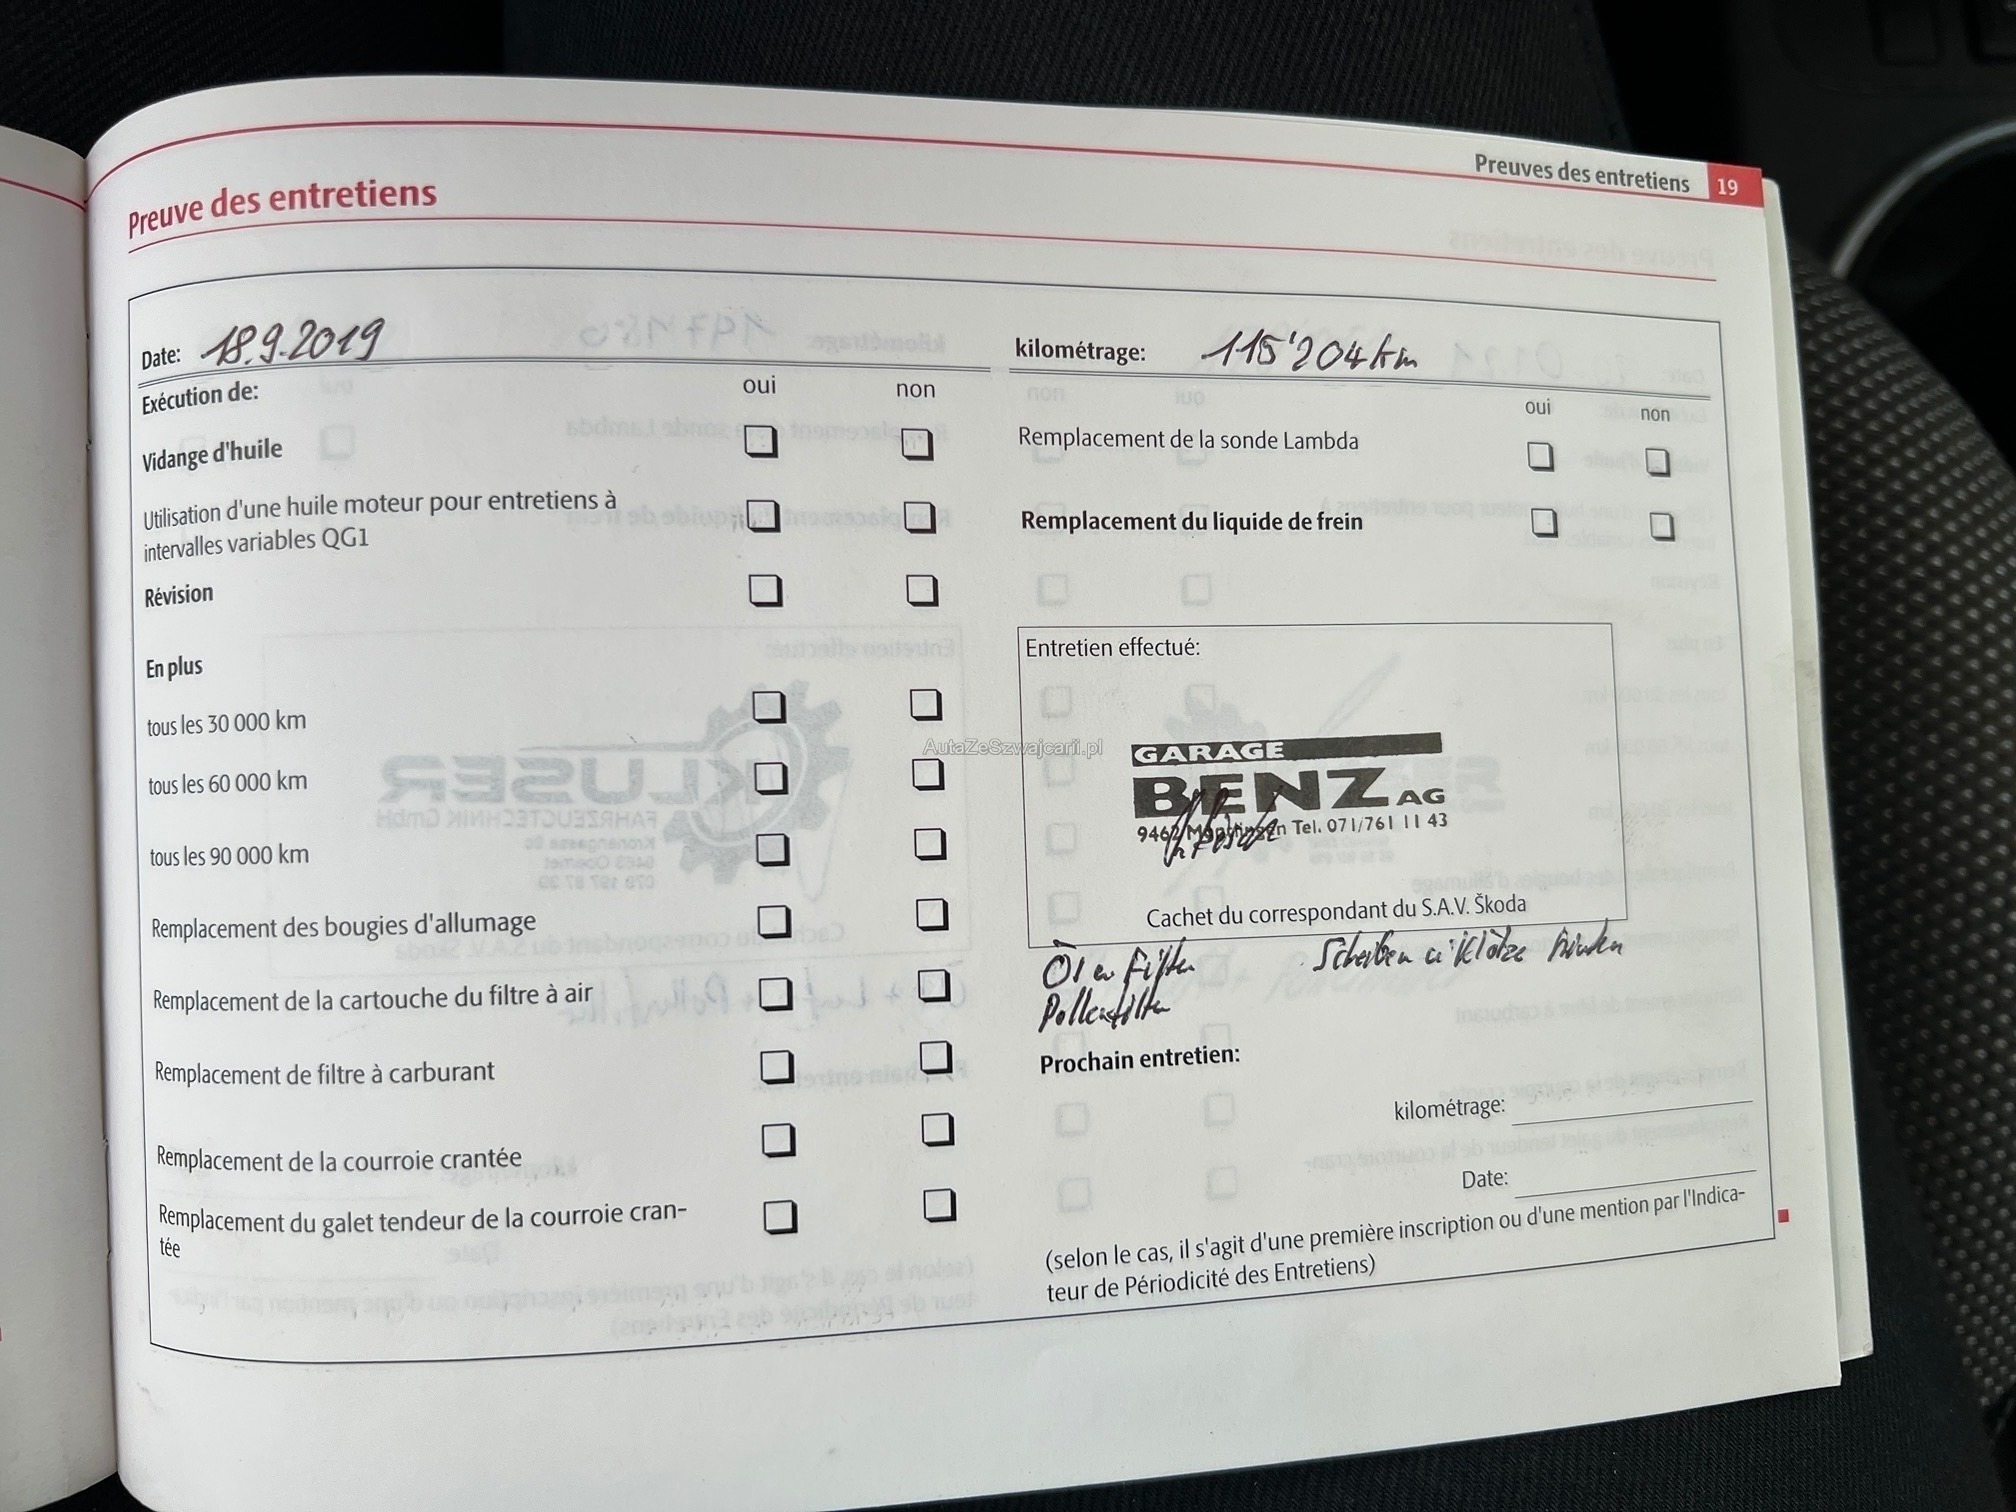 Preuves des entretiens 19
Preuve des entretiens
Date: 18.9.2019
kilométrage: 115'204 km
Exécution de:
oui non
Vidange d'huile
Utilisation d'une huile moteur pour entretiens à
intervalles variables QG1
Révision
En plus
tous les 30 000 km
tous les 60 000 km
tous les 90 000 km
Remplacement des bougies d'allumage
Remplacement de la cartouche du filtre à air
Remplacement de filtre à carburant
Remplacement de la courroie crantée
Remplacement du galet tendeur de la courroie cran-
tée
oui non
Remplacement de la sonde Lambda
Remplacement du liquide de frein
Entretien effectué:
AutaZeSzwajcarii.pl
GARAGE
BENZ AG
Tel. 071/761 11 43
Cachet du correspondant du S.A.V. Škoda
Öl u Filter
Scheiben u Klötze hinten
Pollenfilter
Prochain entretien:
kilométrage:
Date:
(selon le cas, il s'agit d'une première inscription ou d'une mention par l'Indica-
teur de Périodicité des Entretiens)
KLUSER
FAHRZEUGTECHNIK GmbH